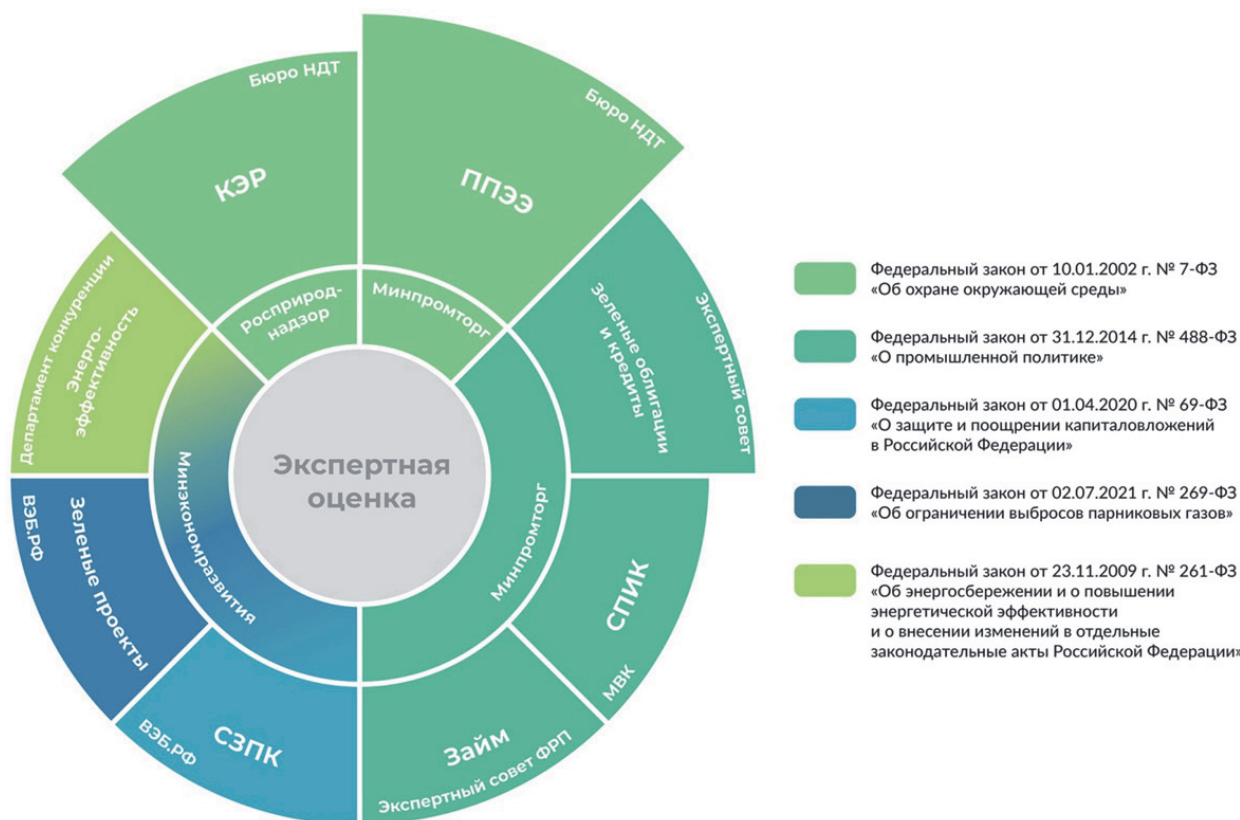 Бюро НДТ
КЭР
Бюро НДТ
ППЭЭ
Росприрод-
надзор
Минпромторг
Департамент конкуренции
Энерго-
эффективность
Зеленые облигации
и кредиты
Экспертный совет
Экспертная
оценка
Минэкономразвития
Минпромторг
ВЭБ.РФ
Зеленые проекты
СПИК
МВК
ВЭБ.РФ
СЗПК
Займ
Экспертный совет ФРП
Федеральный закон от 10.01.2002 г. № 7-ФЗ
«Об охране окружающей среды»
Федеральный закон от 31.12.2014 г. № 488-ФЗ
«О промышленной политике»
Федеральный закон от 01.04.2020 г. № 69-ФЗ
«О защите и поощрении капиталовложений
в Российской Федерации»
Федеральный закон от 02.07.2021 г. № 269-ФЗ
«Об ограничении выбросов парниковых газов»
Федеральный закон от 23.11.2009 г. № 261-ФЗ
«Об энергосбережении и о повышении
энергетической эффективности
и о внесении изменений в отдельные
законодательные акты Российской Федерации»